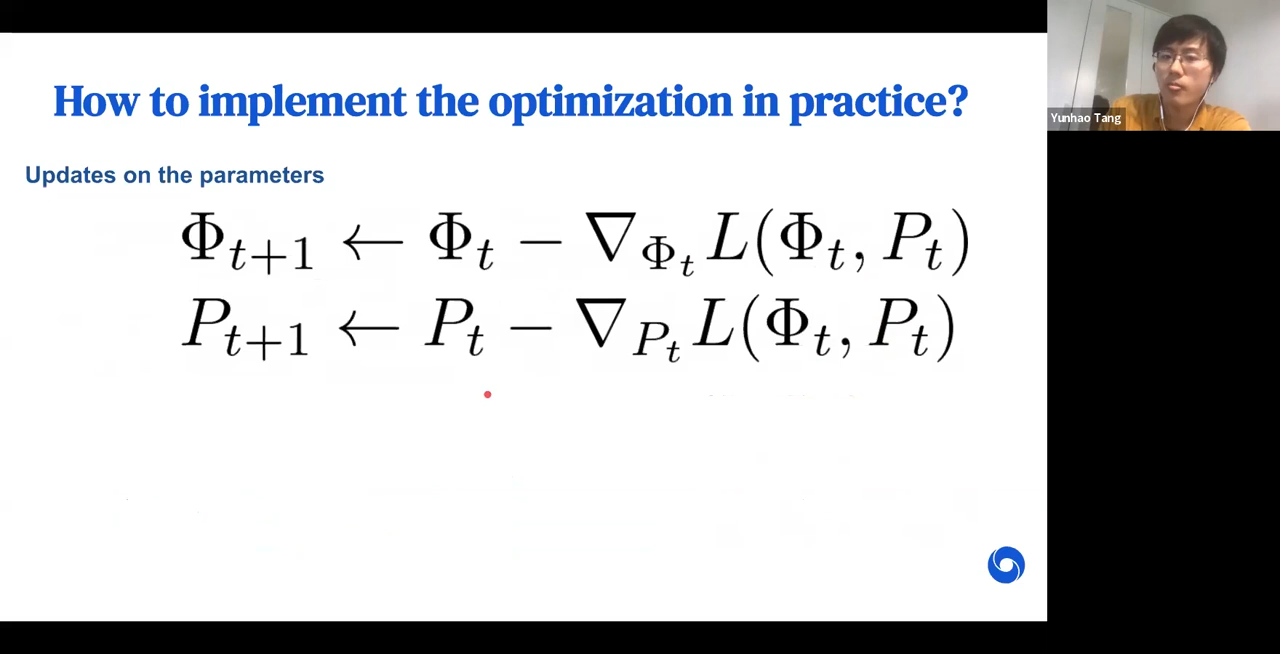 How to implement the optimization in practice?
Updates on the parameters
Φ_{t+1} ← Φ_t − ∇_{Φ_t} L(Φ_t, P_t)
P_{t+1} ← P_t − ∇_{P_t} L(Φ_t, P_t)
Yunhao Tang